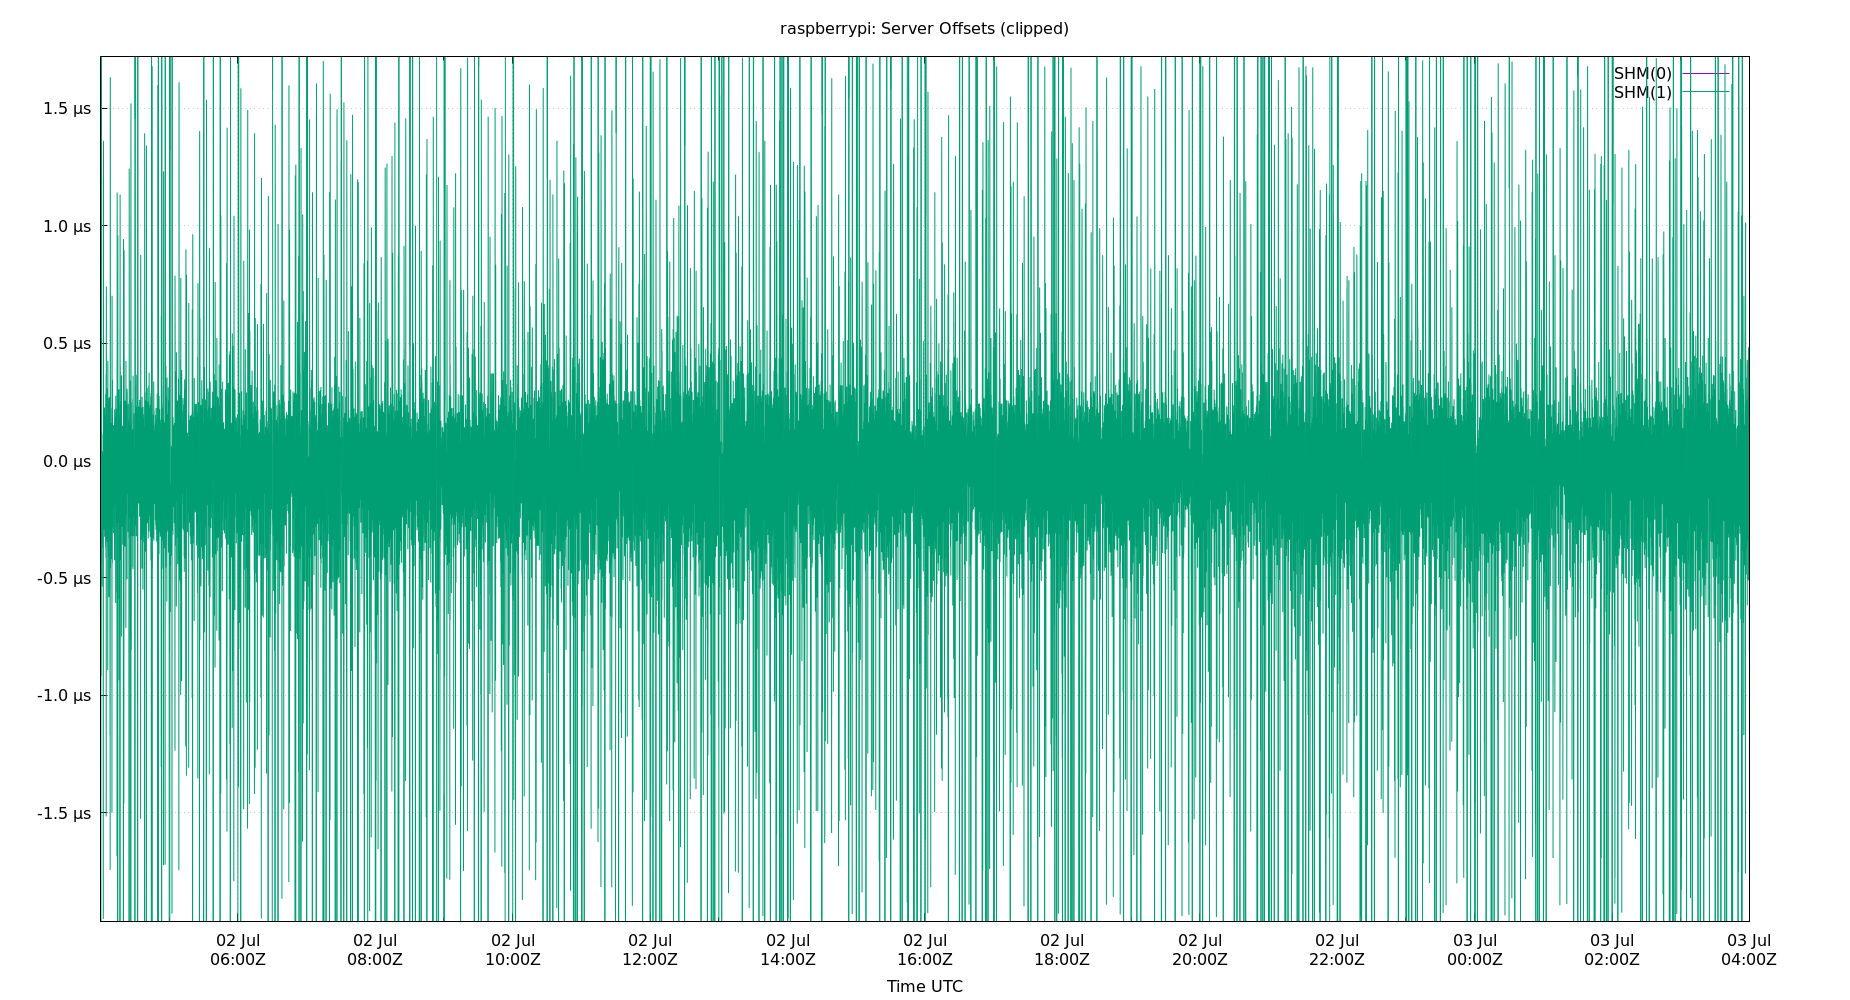 raspberrypi: Server Offsets (clipped)
SHM(0)
SHM(1)
1.5 µs
1.0 µs
0.5 µs
0.0 µs
-0.5 µs
-1.0 µs
-1.5 µs
02 Jul 02 Jul 02 Jul 02 Jul 02 Jul 02 Jul 02 Jul 02 Jul 02 Jul 03 Jul 03 Jul 03 Jul
06:00Z 08:00Z 10:00Z 12:00Z 14:00Z 16:00Z 18:00Z 20:00Z 22:00Z 00:00Z 02:00Z 04:00Z
Time UTC